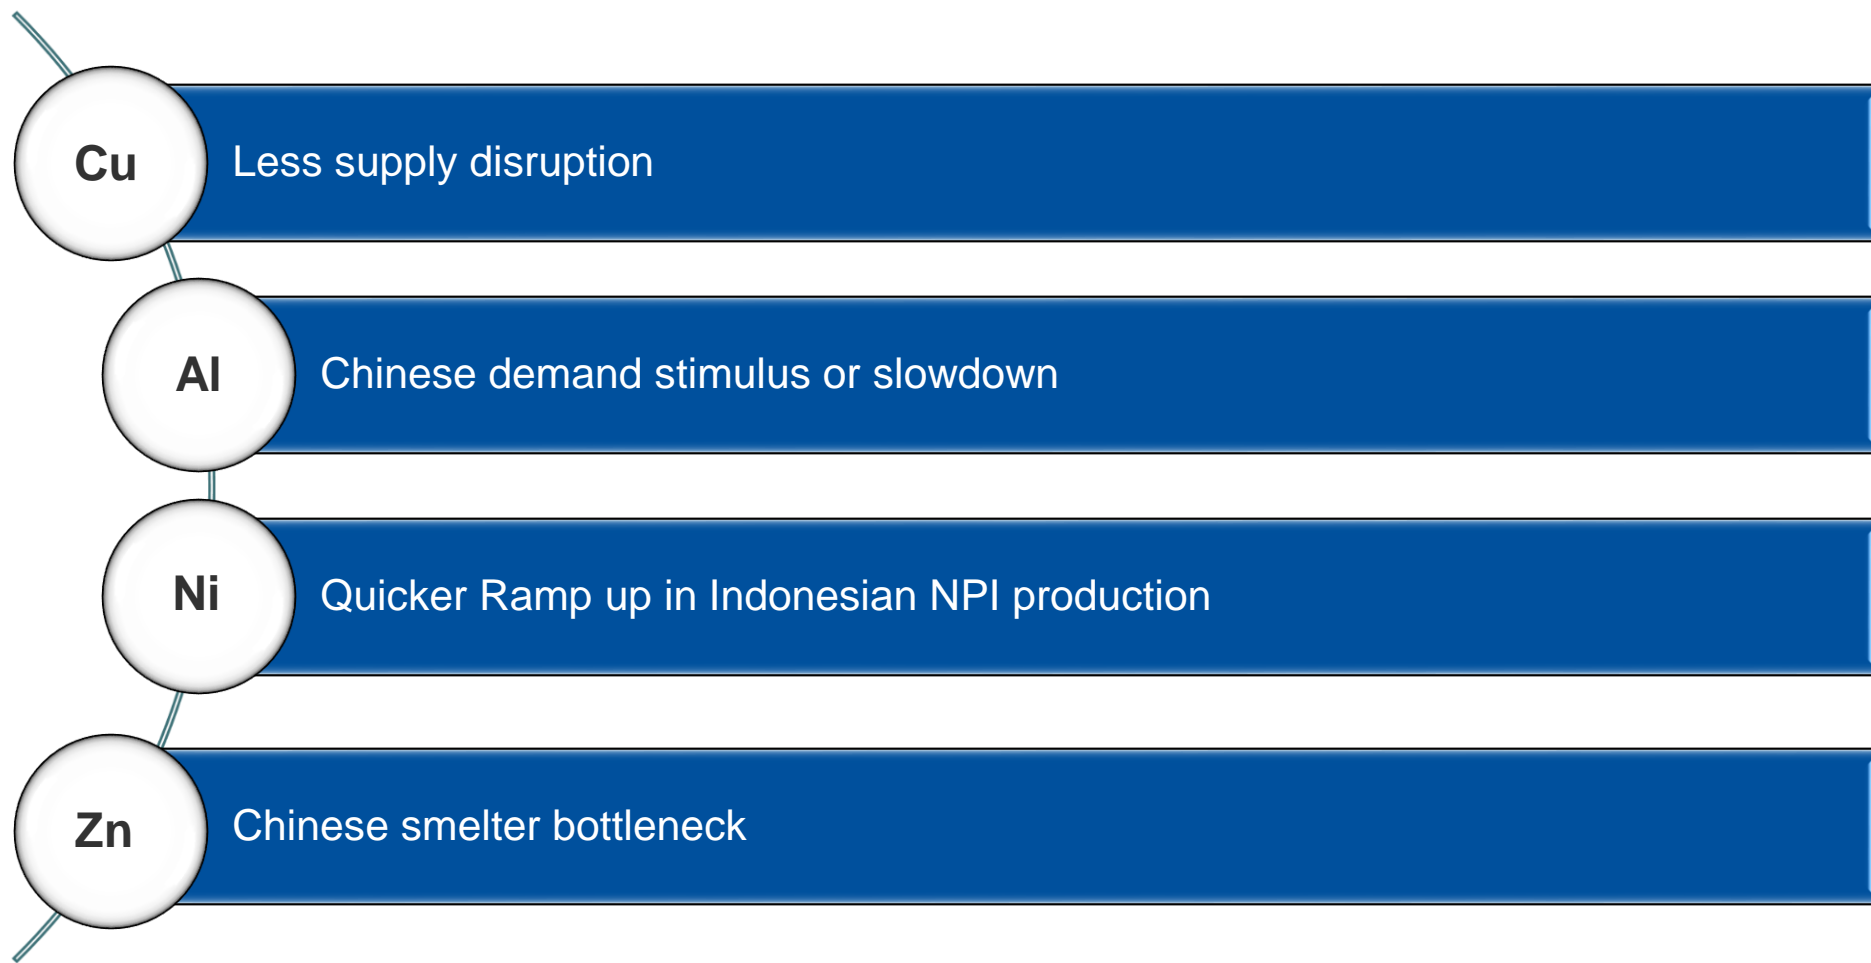 Cu
Less supply disruption
Al
Chinese demand stimulus or slowdown
Ni
Quicker Ramp up in Indonesian NPI production
Zn
Chinese smelter bottleneck